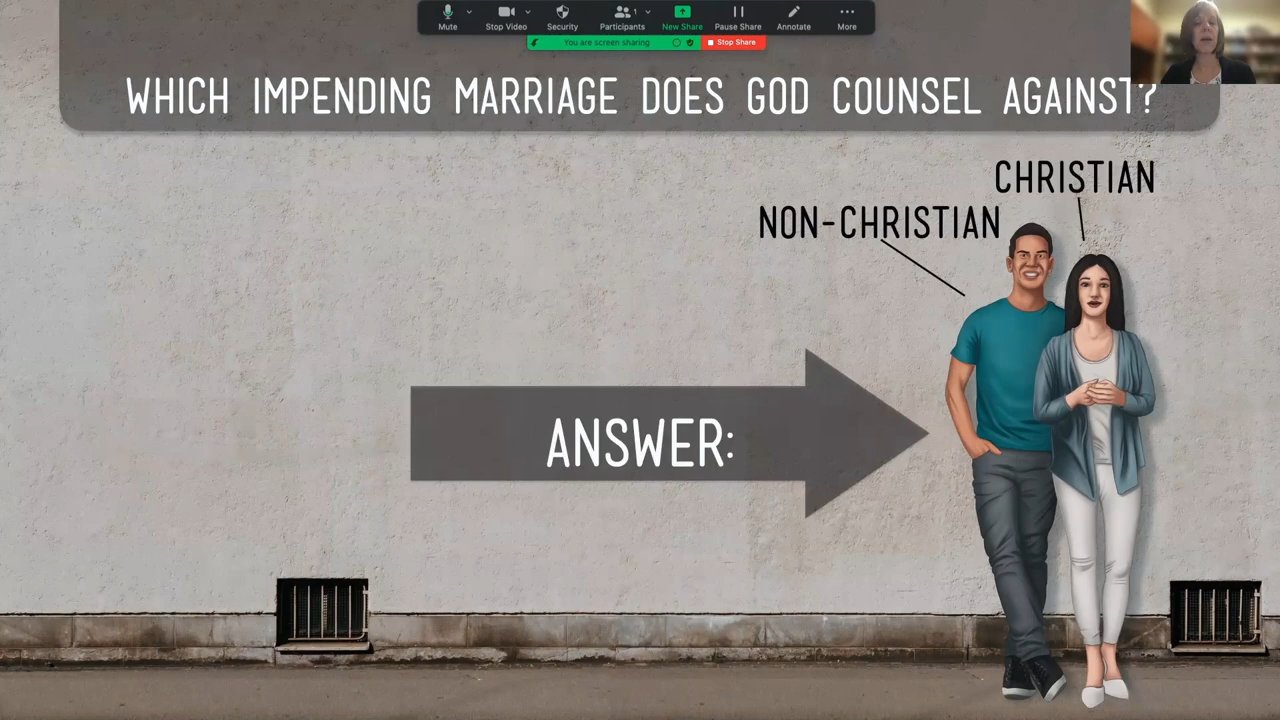 Mute
Stop Video
Security
Participants
1
New Share
Pause Share
Annotate
More
You are screen sharing
Stop Share
WHICH IMPENDING MARRIAGE DOES GOD COUNSEL AGAINST?
CHRISTIAN
NON-CHRISTIAN
ANSWER: